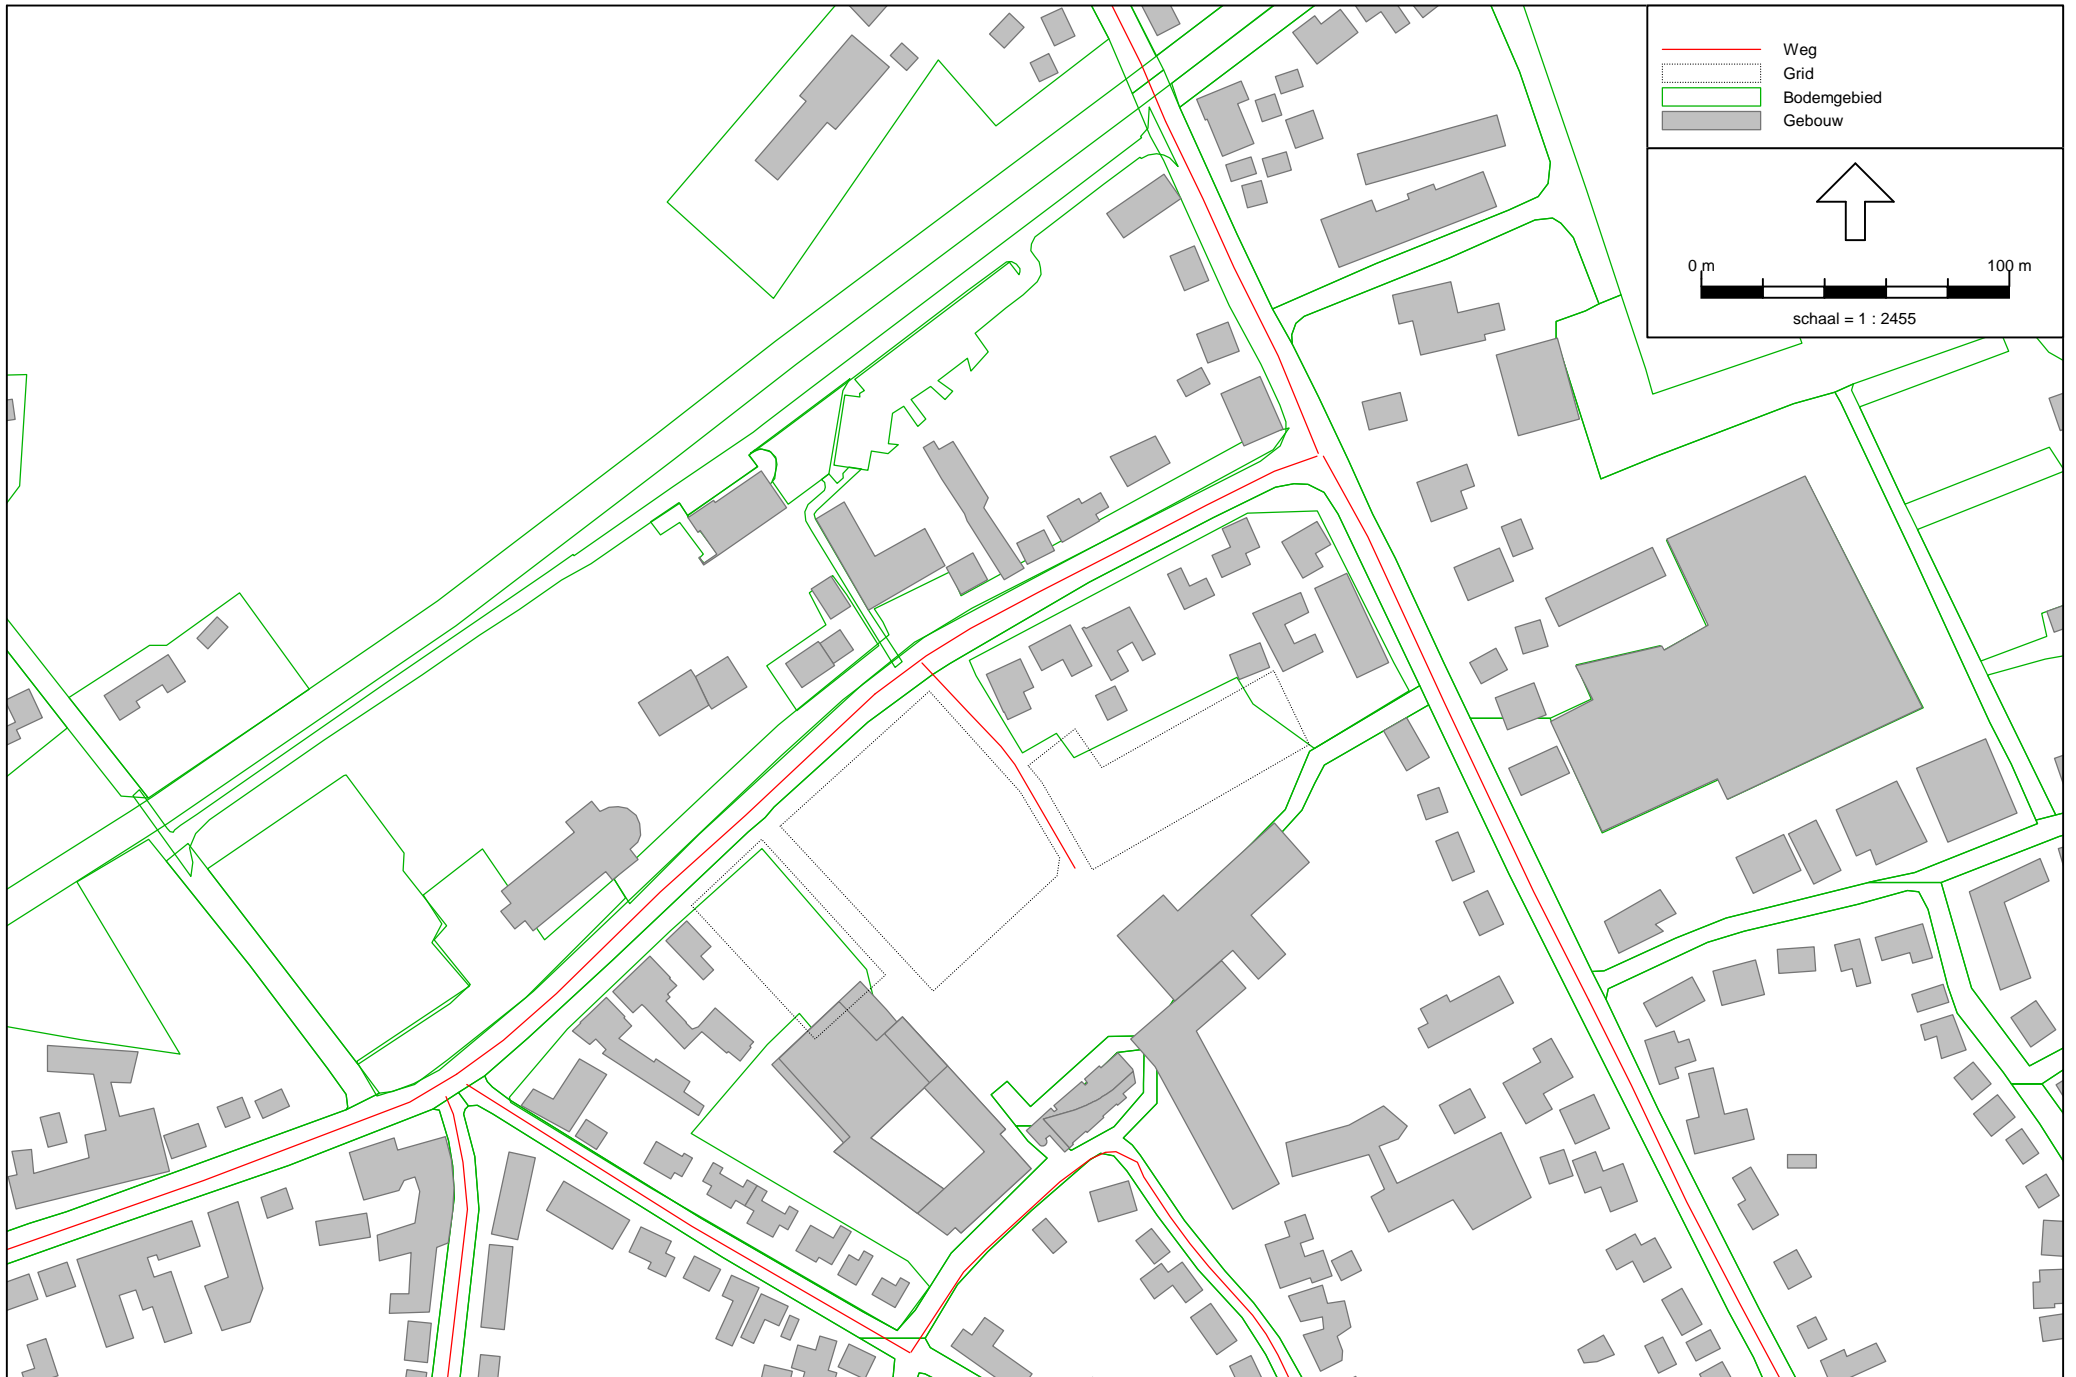 Weg
Grid
Bodemgebied
Gebouw
0 m 100 m
schaal = 1 : 2455